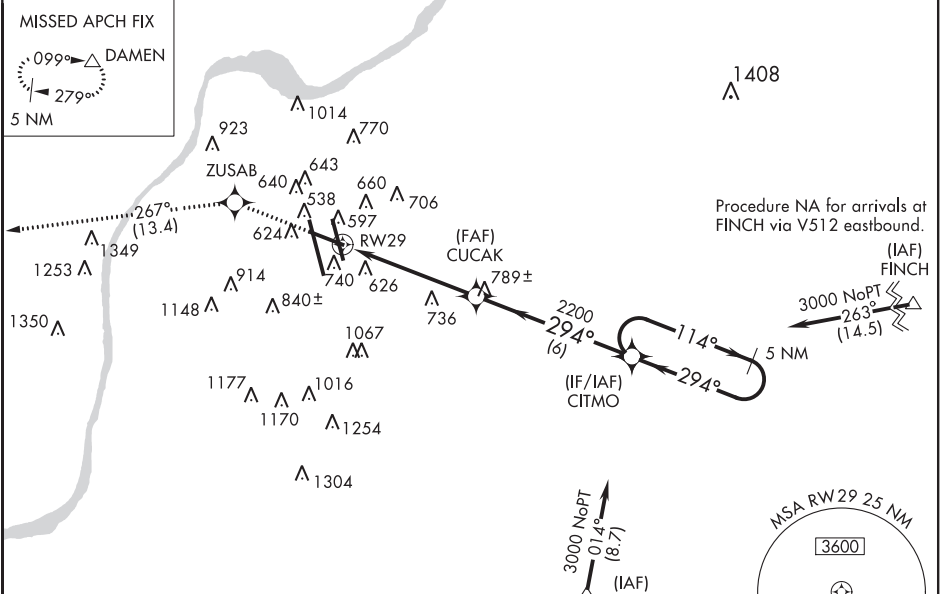 MISSED APCH FIX
099°
DAMEN
279°
5 NM
1014
1408
923
770
ZUSAB
643
640
660
538
706
267°
(13.4)
597
624
RW29
Procedure NA for arrivals at
FINCH via V512 eastbound.
1349
1253
(FAF)
CUCAK
(IAF)
FINCH
740
626
789±
914
1148
840±
736
3000 NoPT
263°
(14.5)
1350
2200
294°
(6)
114°
5 NM
1067
294°
(IF/IAF)
CITMO
1177
1016
1170
1254
1304
3000 NoPT
014°
(8.7)
(IAF)
MSA RW29 25 NM
3600